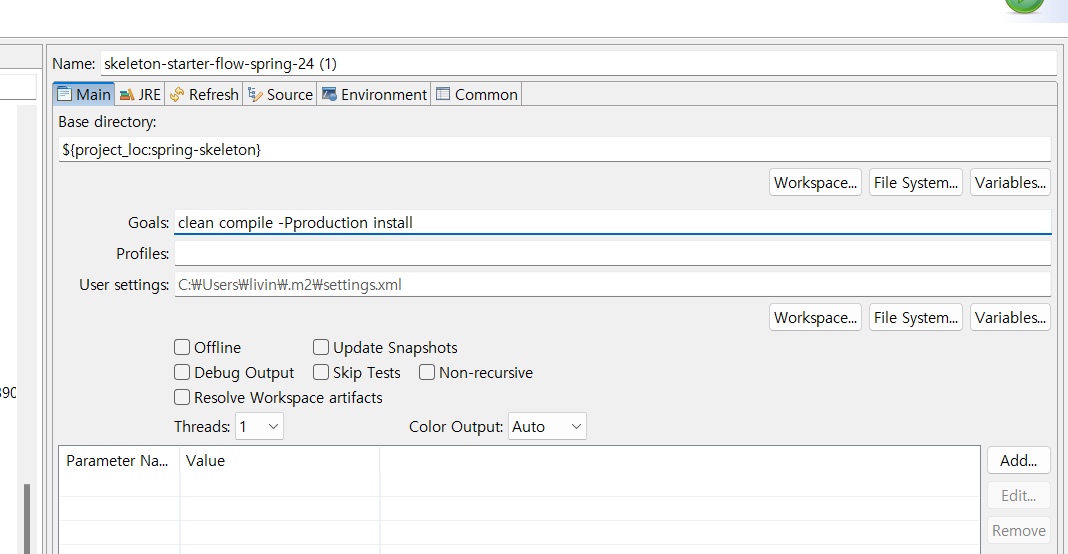 Name: skeleton-starter-flow-spring-24 (1)
Main JRE Refresh Source Environment Common
Base directory:
${project_loc:spring-skeleton}
Workspace... File System... Variables...
Goals: clean compile -Pproduction install
Profiles:
User settings: C:₩Users₩livin₩.m2₩settings.xml
Workspace... File System... Variables...
Offline Update Snapshots
Debug Output Skip Tests Non-recursive
Resolve Workspace artifacts
Threads: 1 Color Output: Auto
Parameter Na... Value Add...
Edit...
Remove